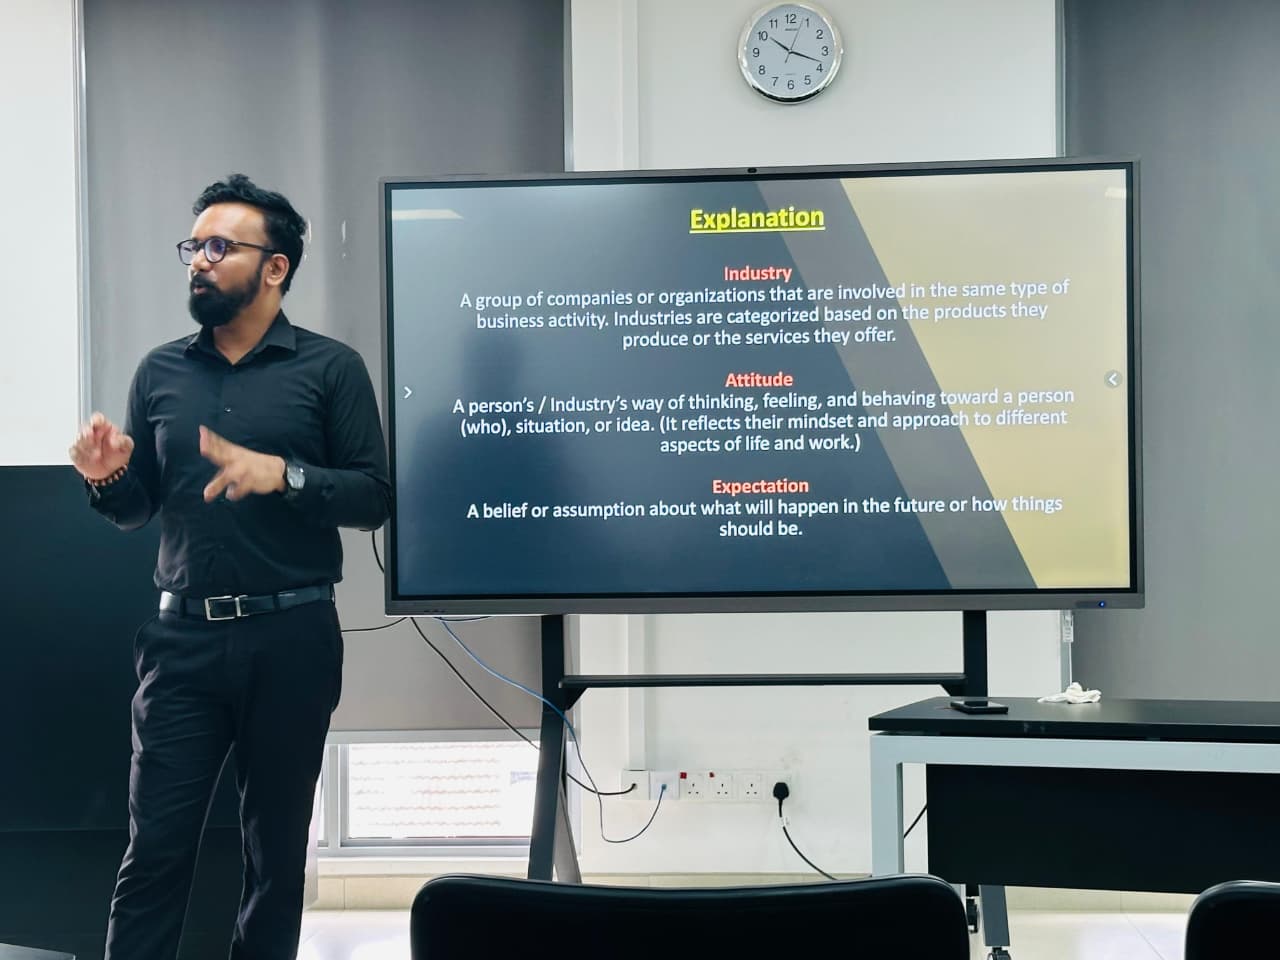 12
11 1
10 2
9 3
8 4
7 5
6
Explanation
Industry
A group of companies or organizations that are involved in the same type of
business activity. Industries are categorized based on the products they
produce or the services they offer.
Attitude
A person's / Industry's way of thinking, feeling, and behaving toward a person
(who), situation, or idea. (It reflects their mindset and approach to different
aspects of life and work.)
Expectation
A belief or assumption about what will happen in the future or how things
should be.